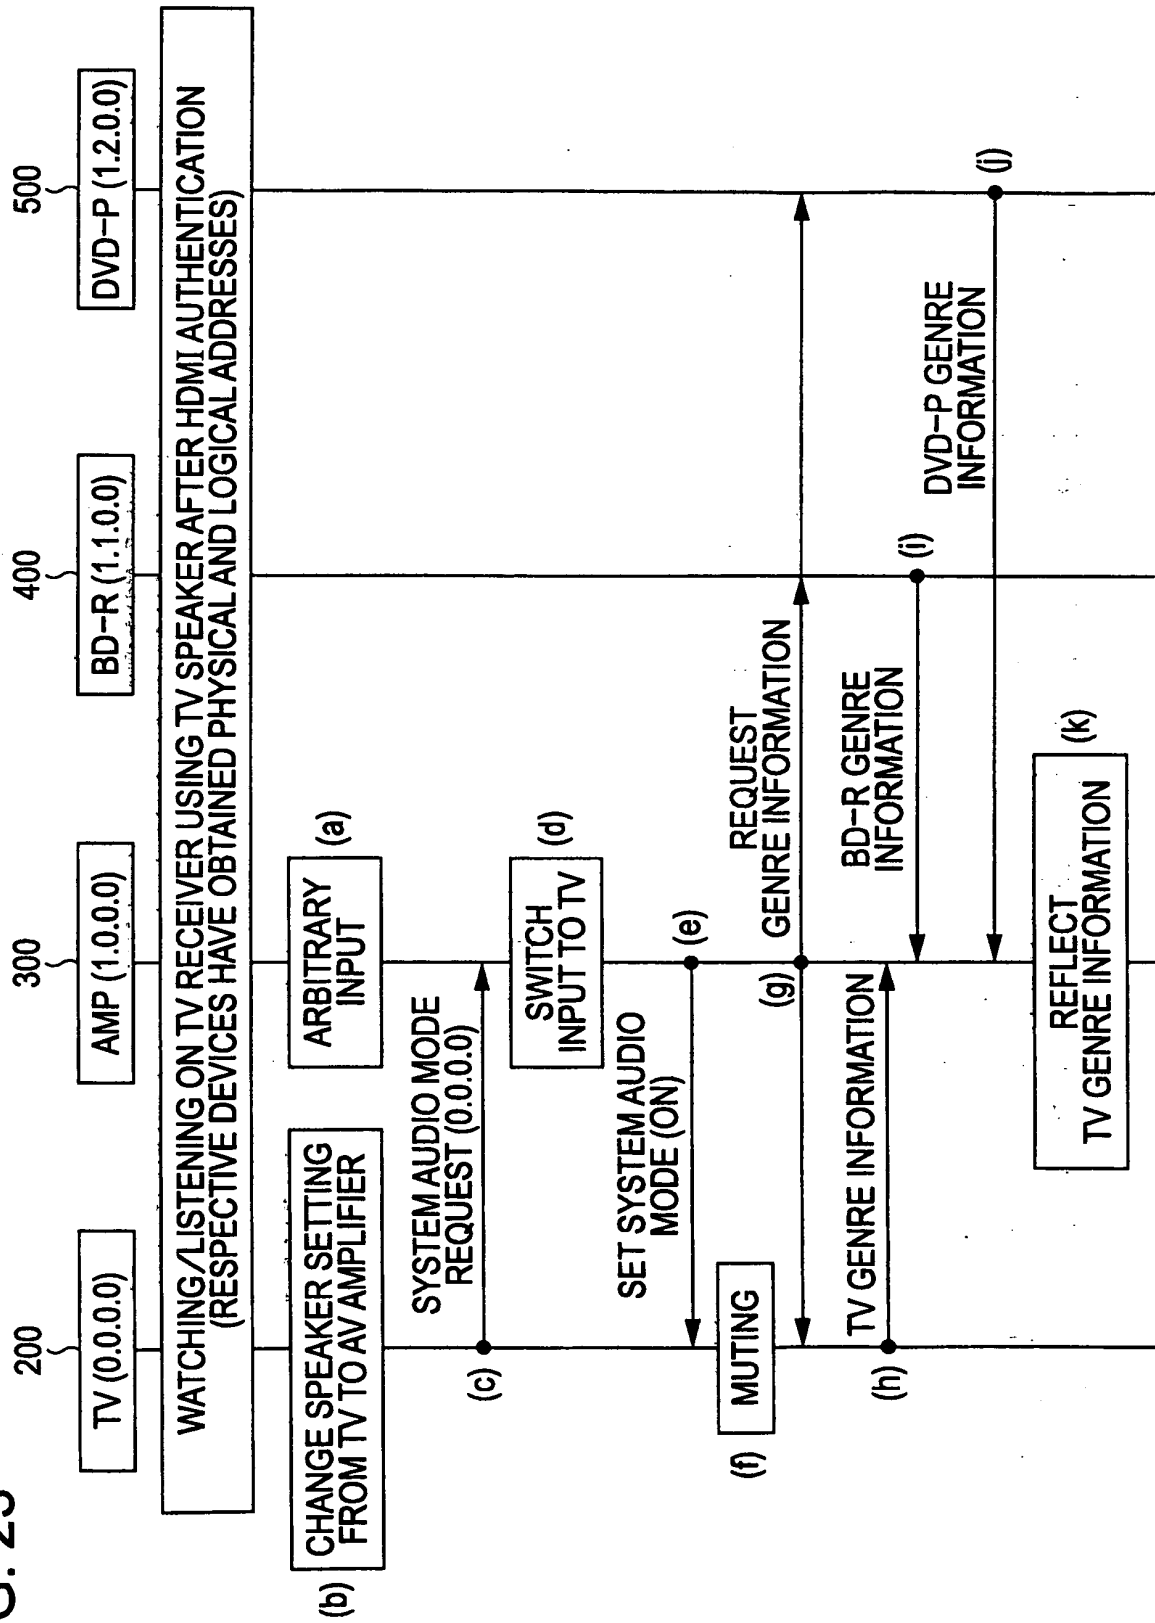 G. 23
200
300
400
500
TV (0.0.0.0)
AMP (1.0.0.0)
BD-R (1.1.0.0)
DVD-P (1.2.0.0)
WATCHING/LISTENING ON TV RECEIVER USING TV SPEAKER AFTER HDMI AUTHENTICATION
(RESPECTIVE DEVICES HAVE OBTAINED PHYSICAL AND LOGICAL ADDRESSES)
(b)
CHANGE SPEAKER SETTING
FROM TV TO AV AMPLIFIER
ARBITRARY
INPUT
(a)
SYSTEM AUDIO MODE
REQUEST (0.0.0.0)
(c)
SWITCH
INPUT TO TV
(d)
SET SYSTEM AUDIO
MODE (ON)
(e)
(f)
MUTING
(g)
REQUEST
GENRE INFORMATION
TV GENRE INFORMATION
(h)
BD-R GENRE
INFORMATION
(i)
DVD-P GENRE
INFORMATION
(j)
REFLECT
TV GENRE INFORMATION
(k)